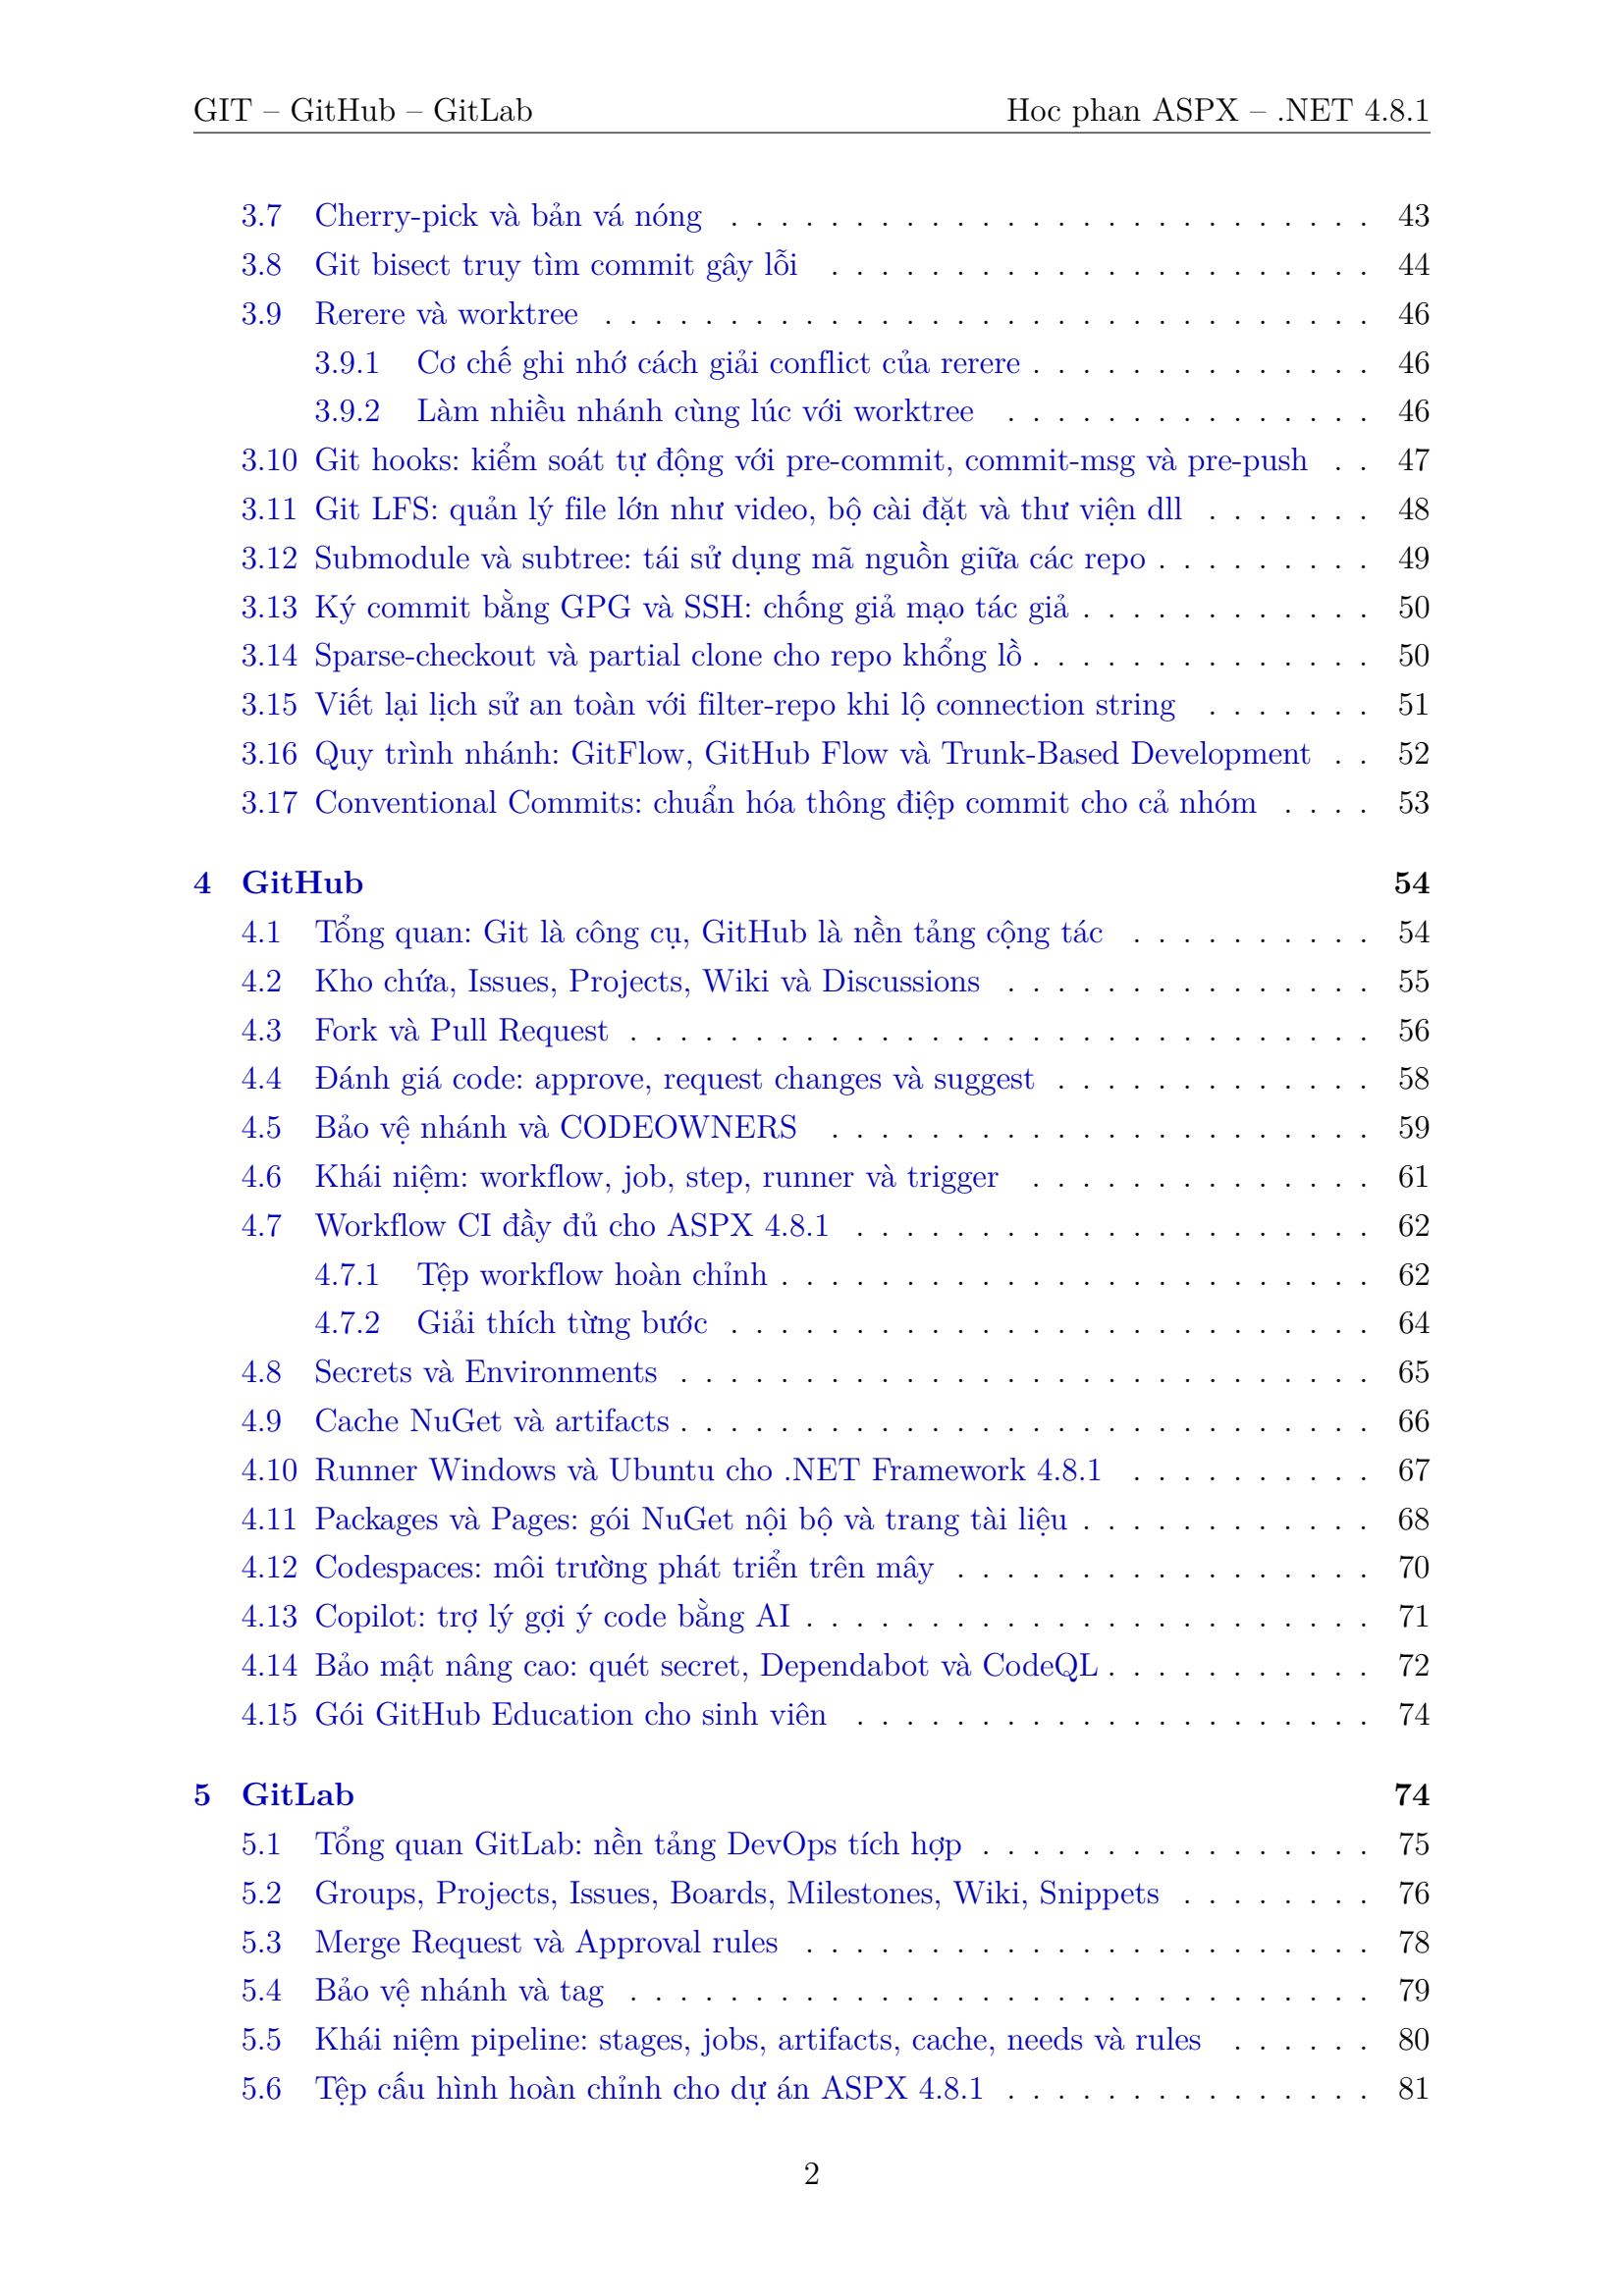 GIT – GitHub – GitLab Hoc phan ASPX – .NET 4.8.1
3.7 Cherry-pick và bản vá nóng . . . . . . . . . . . . . . . . . . . . . . . . . . 43
3.8 Git bisect truy tìm commit gây lỗi . . . . . . . . . . . . . . . . . . . . . . 44
3.9 Rerere và worktree . . . . . . . . . . . . . . . . . . . . . . . . . . . . . . . 46
3.9.1 Cơ chế ghi nhớ cách giải conflict của rerere . . . . . . . . . . . . . . 46
3.9.2 Làm nhiều nhánh cùng lúc với worktree . . . . . . . . . . . . . . . 46
3.10 Git hooks: kiểm soát tự động với pre-commit, commit-msg và pre-push . . 47
3.11 Git LFS: quản lý file lớn như video, bộ cài đặt và thư viện dll . . . . . . . 48
3.12 Submodule và subtree: tái sử dụng mã nguồn giữa các repo . . . . . . . . . 49
3.13 Ký commit bằng GPG và SSH: chống giả mạo tác giả . . . . . . . . . . . . 50
3.14 Sparse-checkout và partial clone cho repo khổng lồ . . . . . . . . . . . . . . 50
3.15 Viết lại lịch sử an toàn với filter-repo khi lộ connection string . . . . . . . 51
3.16 Quy trình nhánh: GitFlow, GitHub Flow và Trunk-Based Development . . 52
3.17 Conventional Commits: chuẩn hóa thông điệp commit cho cả nhóm . . . . 53
4 GitHub 54
4.1 Tổng quan: Git là công cụ, GitHub là nền tảng cộng tác . . . . . . . . . . 54
4.2 Kho chứa, Issues, Projects, Wiki và Discussions . . . . . . . . . . . . . . . 55
4.3 Fork và Pull Request . . . . . . . . . . . . . . . . . . . . . . . . . . . . . . 56
4.4 Đánh giá code: approve, request changes và suggest . . . . . . . . . . . . . 58
4.5 Bảo vệ nhánh và CODEOWNERS . . . . . . . . . . . . . . . . . . . . . . 59
4.6 Khái niệm: workflow, job, step, runner và trigger . . . . . . . . . . . . . . 61
4.7 Workflow CI đầy đủ cho ASPX 4.8.1 . . . . . . . . . . . . . . . . . . . . . 62
4.7.1 Tệp workflow hoàn chỉnh . . . . . . . . . . . . . . . . . . . . . . . . 62
4.7.2 Giải thích từng bước . . . . . . . . . . . . . . . . . . . . . . . . . . 64
4.8 Secrets và Environments . . . . . . . . . . . . . . . . . . . . . . . . . . . . 65
4.9 Cache NuGet và artifacts . . . . . . . . . . . . . . . . . . . . . . . . . . . . 66
4.10 Runner Windows và Ubuntu cho .NET Framework 4.8.1 . . . . . . . . . . 67
4.11 Packages và Pages: gói NuGet nội bộ và trang tài liệu . . . . . . . . . . . . 68
4.12 Codespaces: môi trường phát triển trên mây . . . . . . . . . . . . . . . . . 70
4.13 Copilot: trợ lý gợi ý code bằng AI . . . . . . . . . . . . . . . . . . . . . . . 71
4.14 Bảo mật nâng cao: quét secret, Dependabot và CodeQL . . . . . . . . . . . 72
4.15 Gói GitHub Education cho sinh viên . . . . . . . . . . . . . . . . . . . . . 74
5 GitLab 74
5.1 Tổng quan GitLab: nền tảng DevOps tích hợp . . . . . . . . . . . . . . . . 75
5.2 Groups, Projects, Issues, Boards, Milestones, Wiki, Snippets . . . . . . . . 76
5.3 Merge Request và Approval rules . . . . . . . . . . . . . . . . . . . . . . . 78
5.4 Bảo vệ nhánh và tag . . . . . . . . . . . . . . . . . . . . . . . . . . . . . . 79
5.5 Khái niệm pipeline: stages, jobs, artifacts, cache, needs và rules . . . . . . 80
5.6 Tệp cấu hình hoàn chỉnh cho dự án ASPX 4.8.1 . . . . . . . . . . . . . . . 81
2